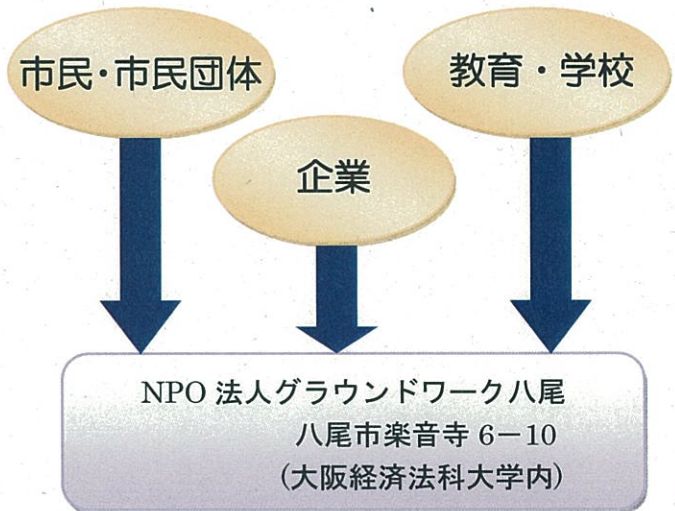 市民・市民団体
教育・学校
企業
NPO 法人グラウンドワーク八尾
八尾市楽音寺 6－10
(大阪経済法科大学内)